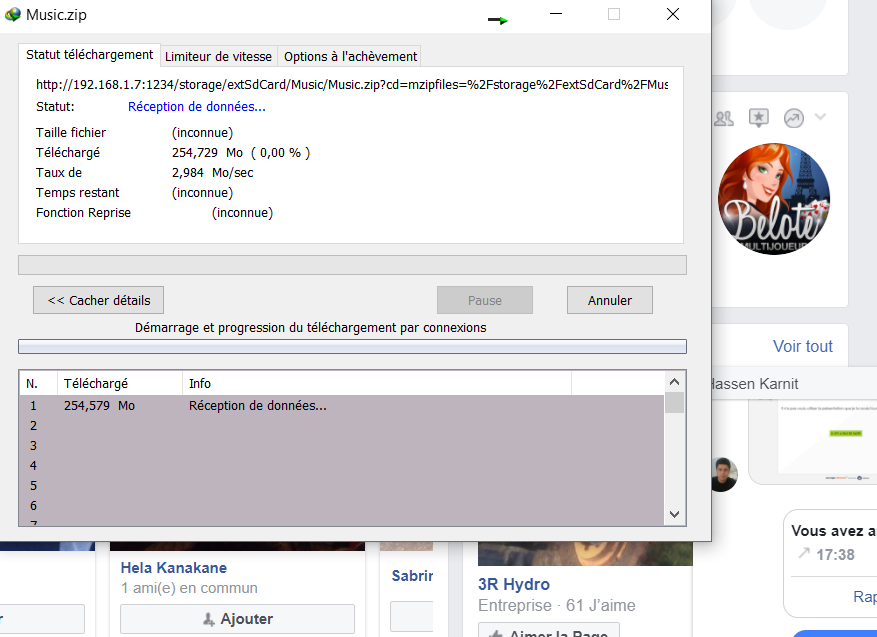 Music.zip
Statut téléchargement
Limiteur de vitesse
Options à l'achèvement
http://192.168.1.7:1234/storage/extSdCard/Music/Music.zip?cd=mzipfiles=%2Fstorage%2FextSdCard%2FMus
Statut: Réception de données...
Taille fichier (inconnue)
Téléchargé 254,729 Mo ( 0,00 % )
Taux de 2,984 Mo/sec
Temps restant (inconnue)
Fonction Reprise (inconnue)
<< Cacher détails
Pause
Annuler
Démarrage et progression du téléchargement par connexions
N. Téléchargé Info
1 254,579 Mo Réception de données...
2
3
4
5
6
7
Belote
MULTIJOUEUR
Voir tout
Hassen Karnit
Vous avez a
17:38
Rap
Hela Kanakane
1 ami(e) en commun
Ajouter
Sabrin
3R Hydro
Entreprise · 61 J’aime
Aimer la Page